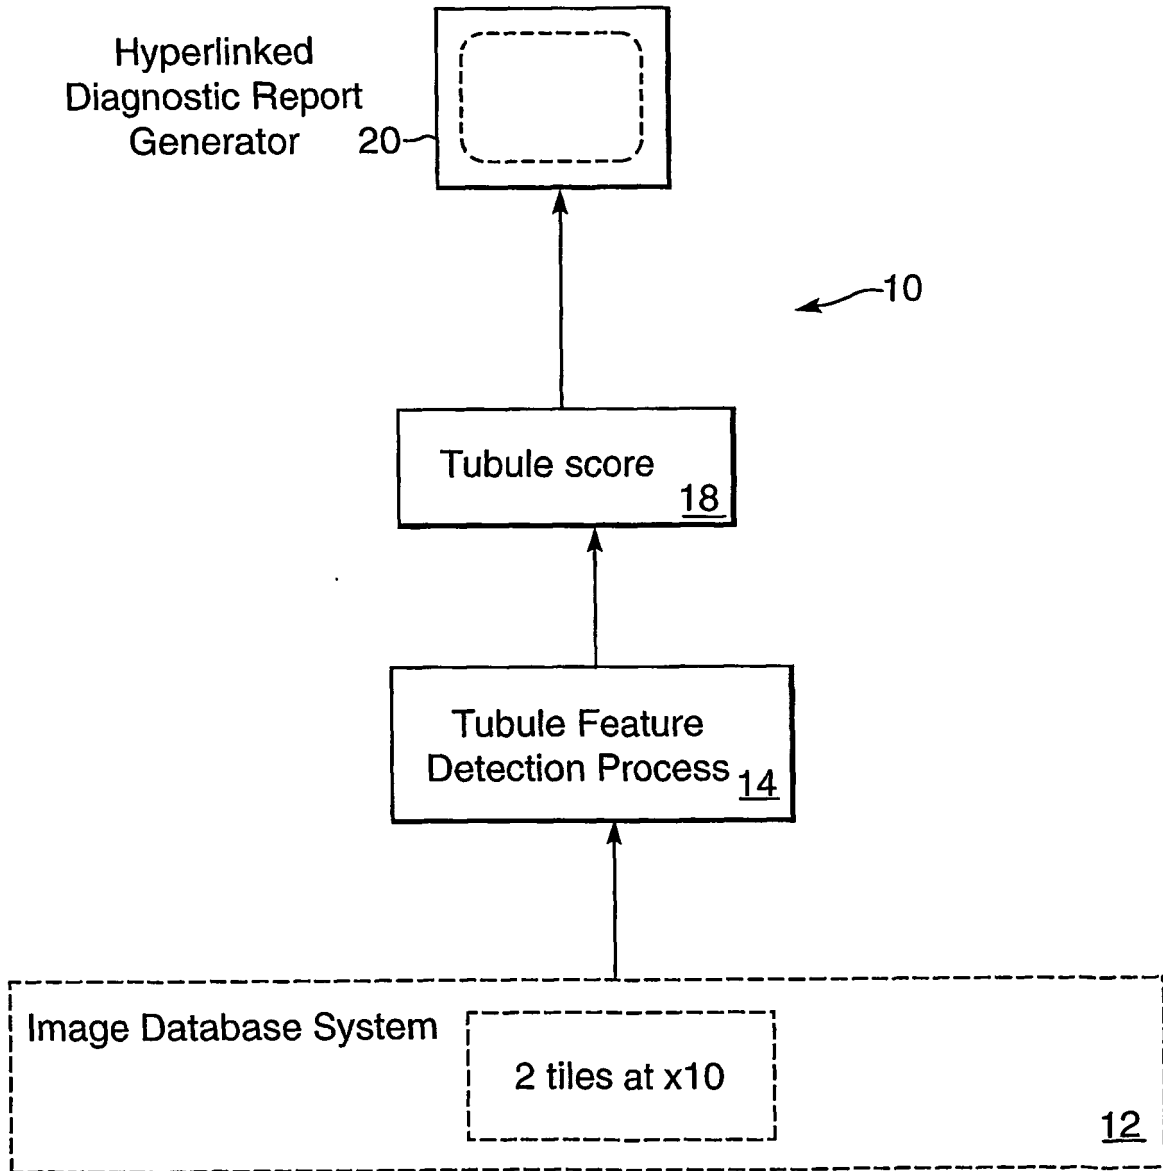 Hyperlinked
Diagnostic Report
Generator 20
10
Tubule score
18
Tubule Feature
Detection Process 14
Image Database System
2 tiles at x10
12